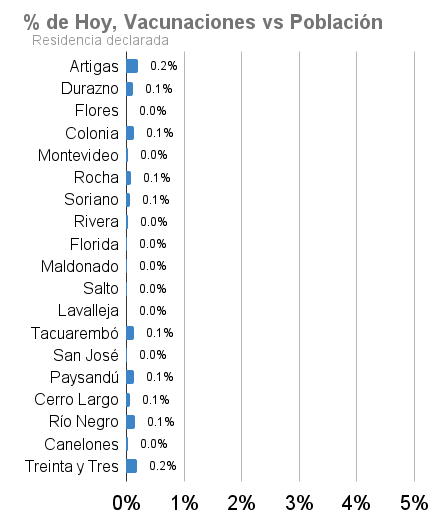 % de Hoy, Vacunaciones vs Población
Residencia declarada
Artigas 0.2%
Durazno 0.1%
Flores 0.0%
Colonia 0.1%
Montevideo 0.0%
Rocha 0.1%
Soriano 0.1%
Rivera 0.0%
Florida 0.0%
Maldonado 0.0%
Salto 0.0%
Lavalleja 0.0%
Tacuarembó 0.1%
San José 0.0%
Paysandú 0.1%
Cerro Largo 0.1%
Río Negro 0.1%
Canelones 0.0%
Treinta y Tres 0.2%
0% 1% 2% 3% 4% 5%